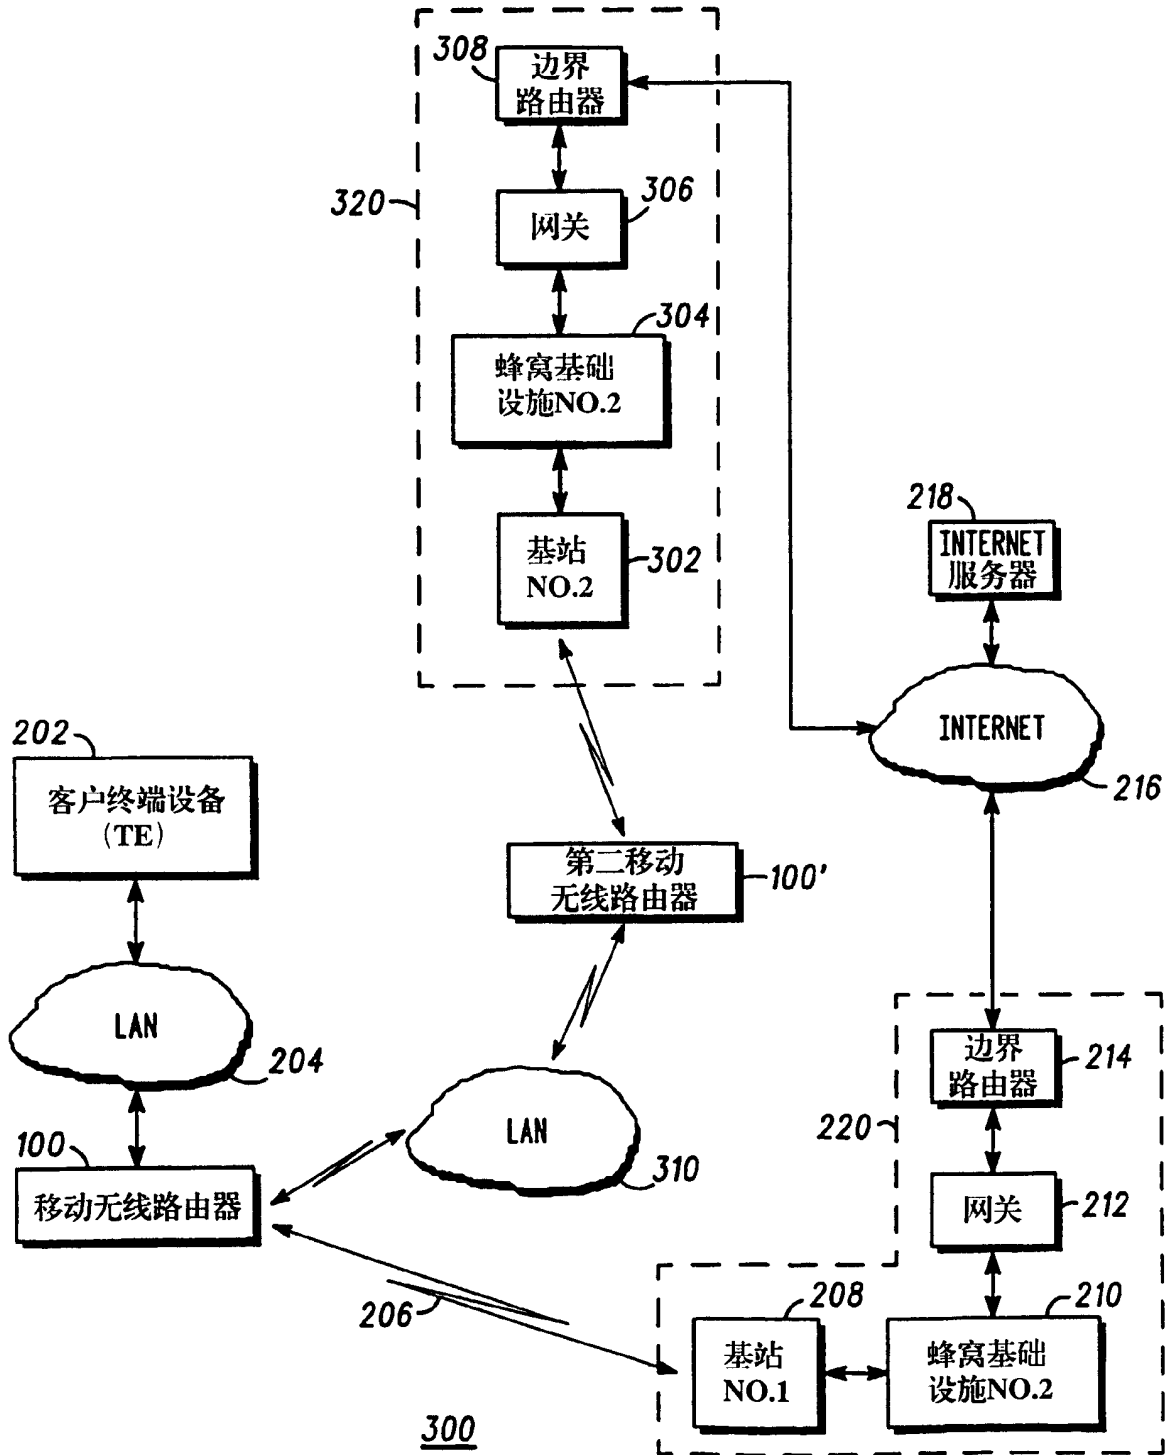 308
边界
路由器
306
320
网关
304
蜂窝基础
设施NO.2
218
INTERNET
服务器
基站
NO.2
302
INTERNET
216
202
客户终端设备
(TE)
第二移动
无线路由器
100'
LAN
204
边界
路由器
214
220
LAN
310
100
移动无线路由器
网关
212
206
208
210
基站
NO.1
蜂窝基础
设施NO.2
300